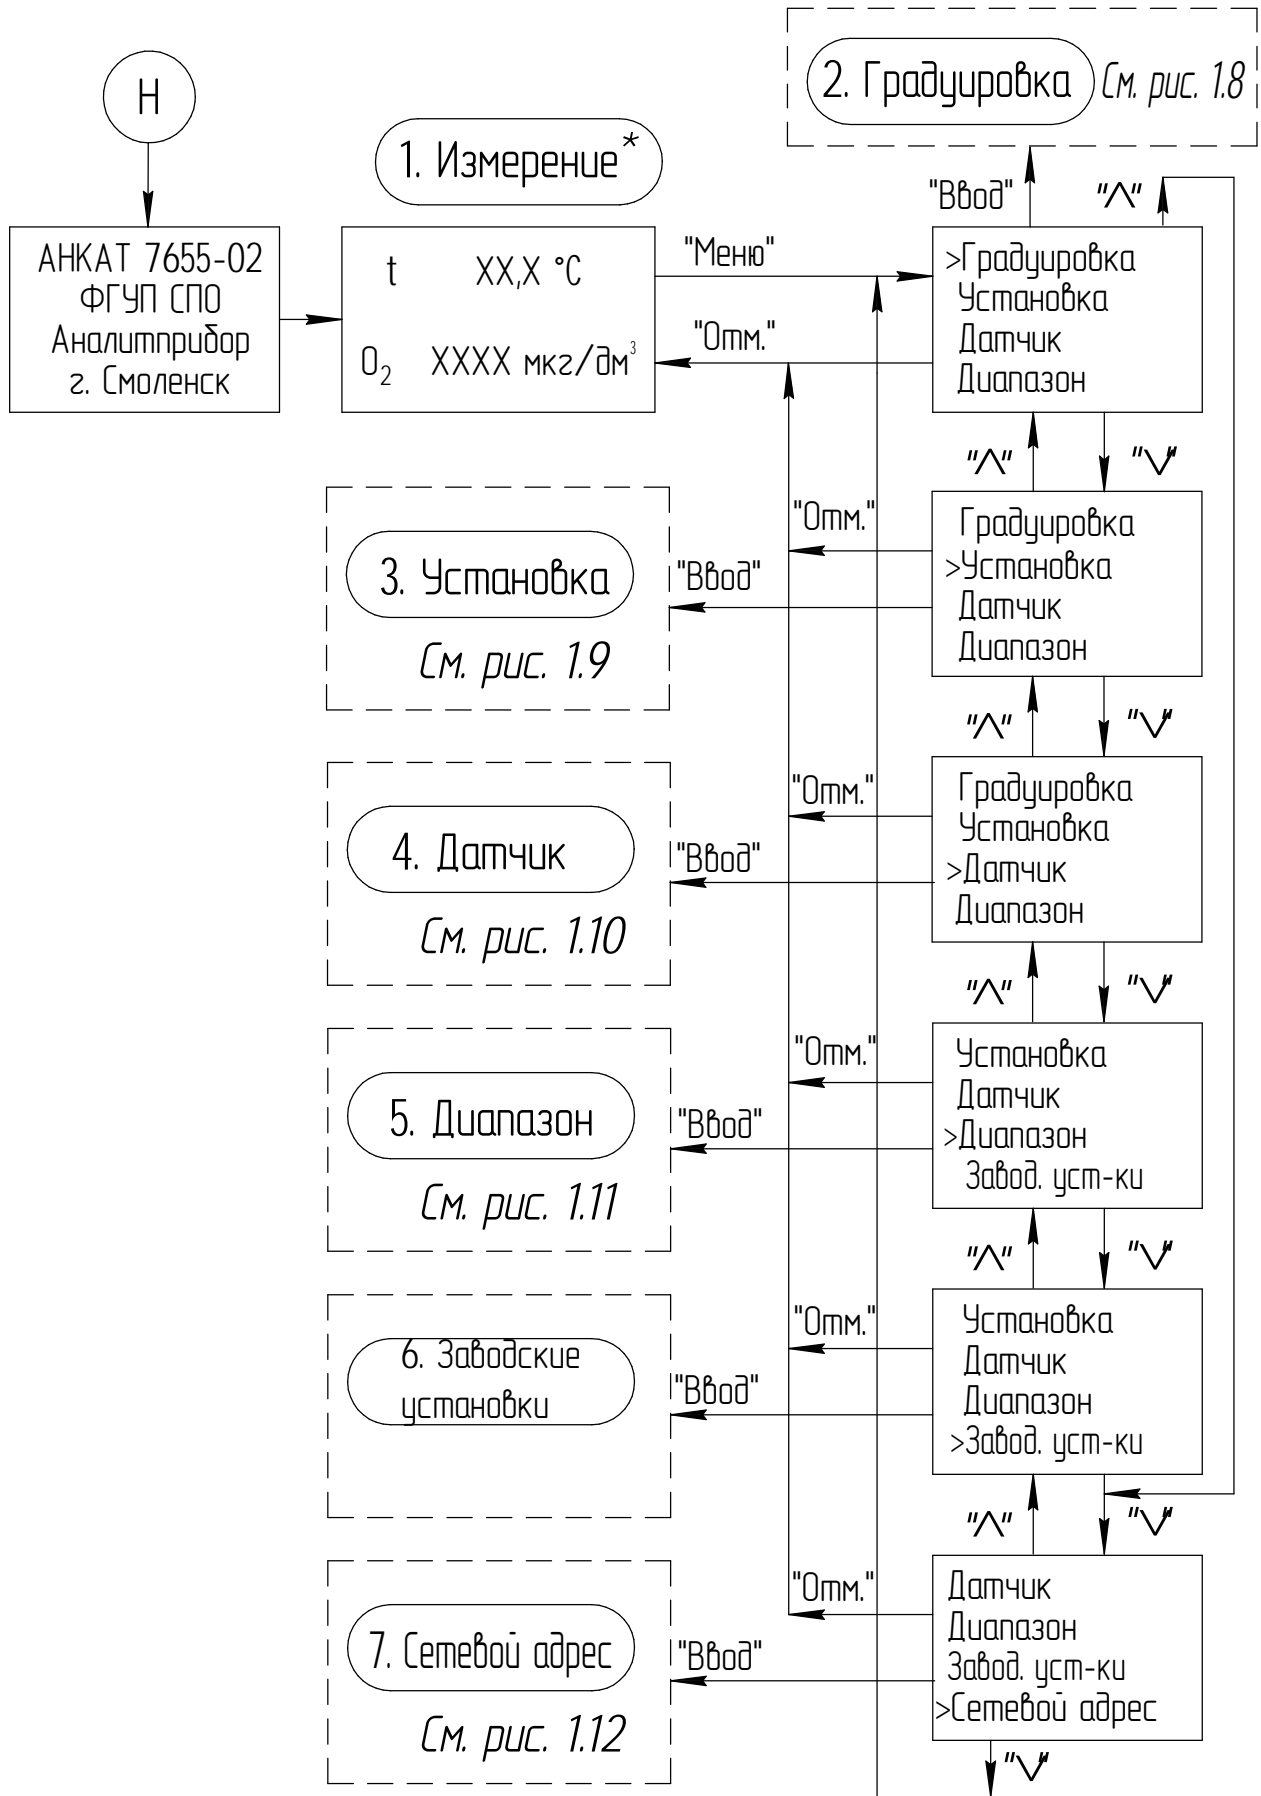 Н
1. Измерение*
2. Градуировка
См. рис. 1.8
"Ввод"
"Λ"
АНКАТ 7655-02
ФГУП СПО
Аналитприбор
г. Смоленск
t XX,X °C
O₂ XXXX мкг/дм³
"Меню"
"Отм."
>Градуировка
Установка
Датчик
Диапазон
"Λ"
"V"
3. Установка
См. рис. 1.9
"Отм."
"Ввод"
Градуировка
>Установка
Датчик
Диапазон
"Λ"
"V"
4. Датчик
См. рис. 1.10
"Отм."
"Ввод"
Градуировка
Установка
>Датчик
Диапазон
"Λ"
"V"
5. Диапазон
См. рис. 1.11
"Отм."
"Ввод"
Установка
Датчик
>Диапазон
Завод. уст-ки
"Λ"
"V"
6. Заводские
установки
"Отм."
"Ввод"
Установка
Датчик
Диапазон
>Завод. уст-ки
"Λ"
"V"
7. Сетевой адрес
См. рис. 1.12
"Отм."
"Ввод"
Датчик
Диапазон
Завод. уст-ки
>Сетевой адрес
"V"